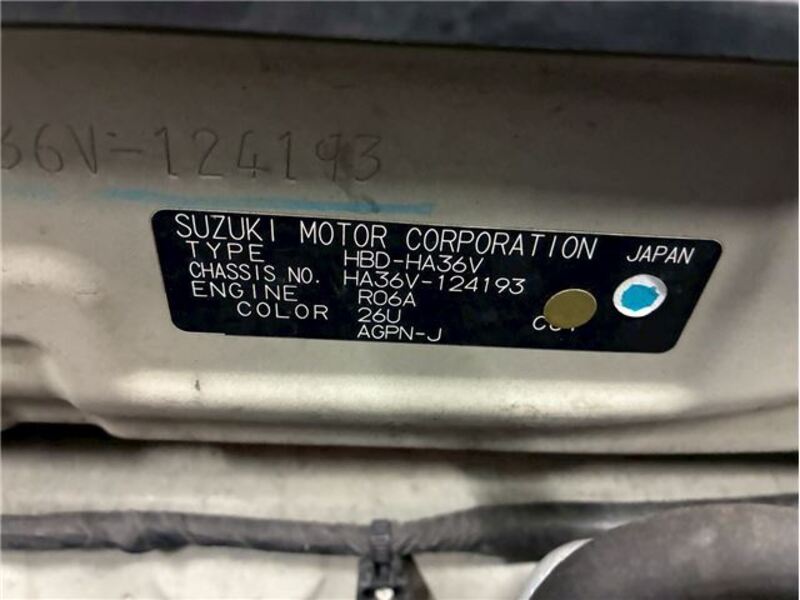 36V-124193
SUZUKI MOTOR CORPORATION JAPAN
TYPE HBD-HA36V
CHASSIS NO. HA36V-124193
ENGINE R06A
COLOR 26U
AGPN-J